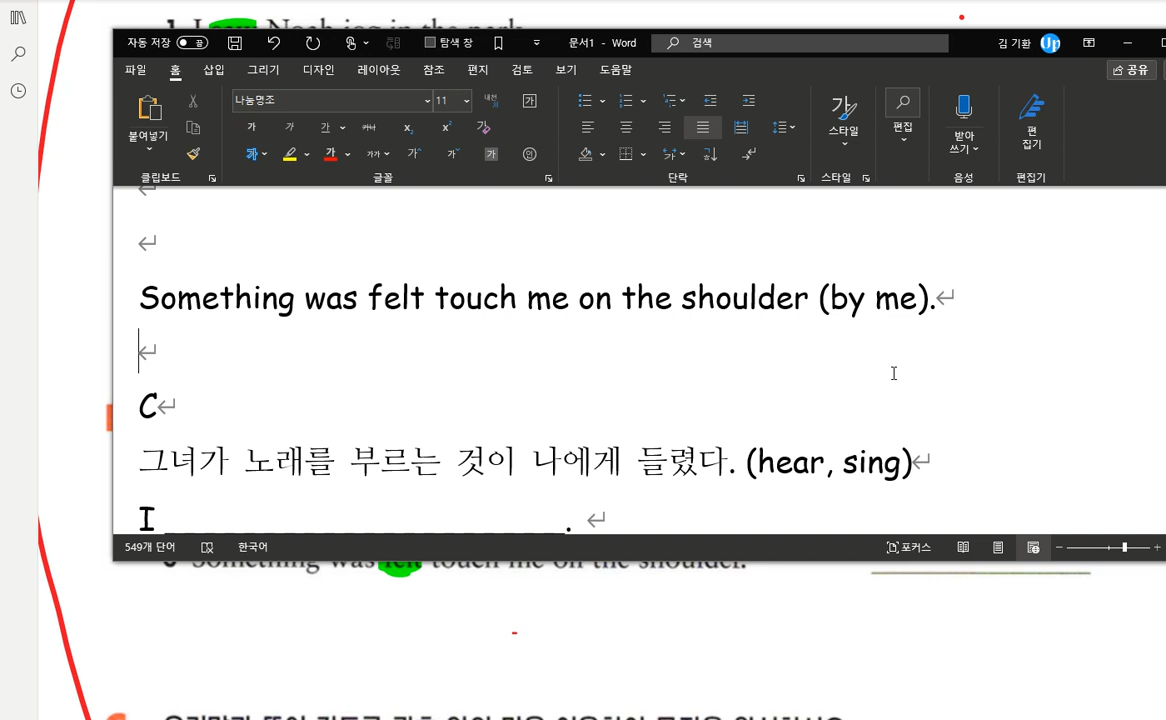 자동 저장 끔 탐색 창 문서1 - Word 검색 김 기환 Up
파일 홈 삽입 그리기 디자인 레이아웃 참조 편지 검토 보기 도움말 공유
나눔명조 11
붙여넣기 스타일 편집 받아쓰기 편집기
클립보드 글꼴 단락 스타일 음성 편집기
Something was felt touch me on the shoulder (by me).
C
그녀가 노래를 부르는 것이 나에게 들렸다. (hear, sing)
I ______________________.
549개 단어 한국어 포커스
Something was felt touch me on the shoulder.